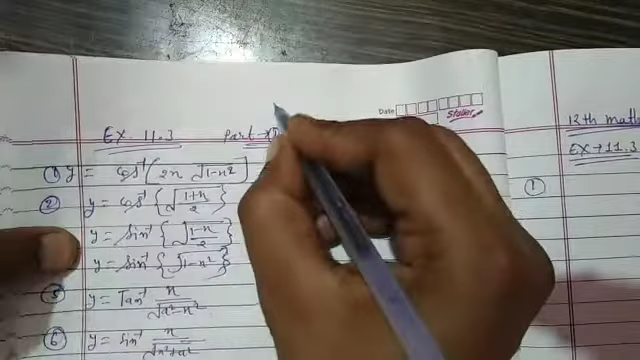 Date
Staler
EX. 11.3 Part
① y = cos⁻¹ (2x √1-x²)
② y = cos⁻¹ {√1+x/2}
y = sin⁻¹ {√1-x/2}
y = sin⁻¹ {√1-x²}
⑤ y = Tan⁻¹ x/√a²-x²
⑥ y = sin⁻¹ x/√x²+a²
12th mat
EX→11.3
①